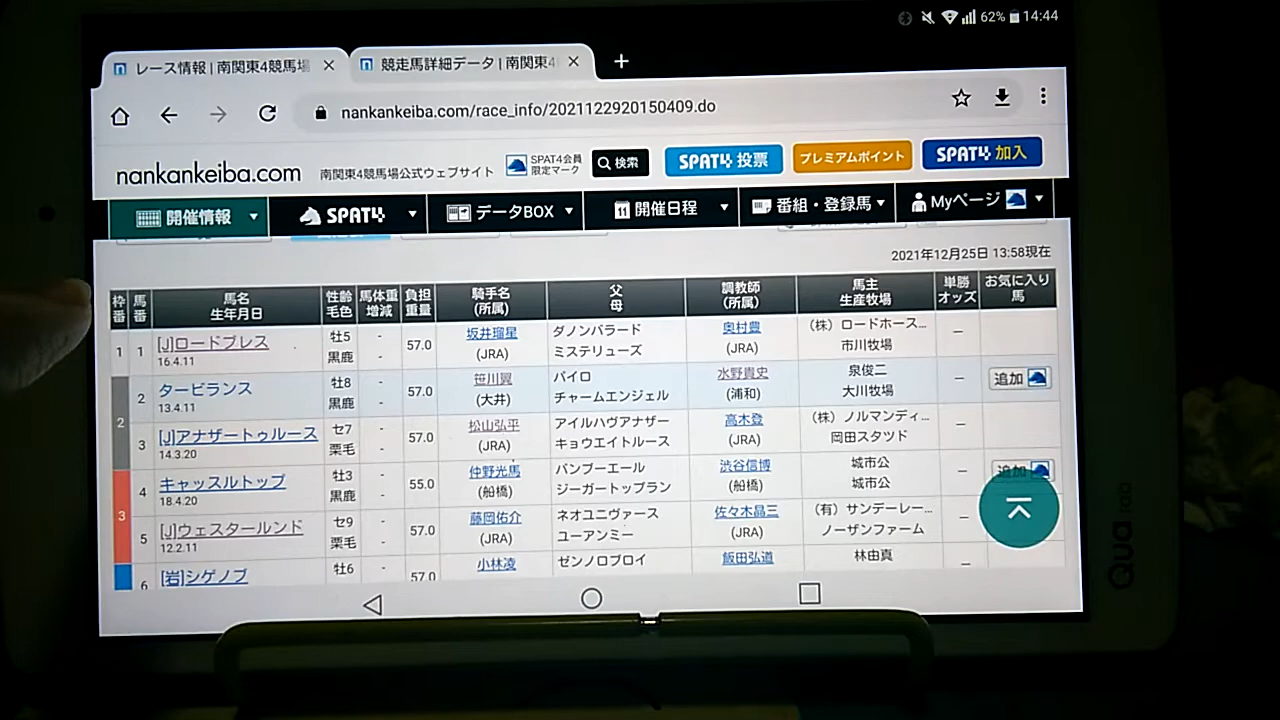 62% 14:44
レース情報 | 南関東4競馬場
競走馬詳細データ | 南関東4
nankankeiba.com/race_info/2021122920150409.do
nankankeiba.com 南関東4競馬場公式ウェブサイト
SPAT4会員
限定マーク
検索
SPAT4 投票
プレミアムポイント
SPAT4 加入
開催情報 SPAT4 データBOX 開催日程 番組・登録馬 Myページ
2021年12月25日 13:58現在
枠番 馬番 馬名 生年月日 性齢 毛色 馬体重 増減 負担重量 騎手名 (所属) 父 母 調教師 (所属) 馬主 生産牧場 単勝オッズ お気に入り馬
1 1 [J]ロードブレス 牡5 - 57.0 坂井瑠星 ダノンバラード 奥村豊 (株)ロードホース... -
16.4.11 黒鹿 - (JRA) ミステリューズ (JRA) 市川牧場
2 2 タービランス 牡8 - 57.0 笹川翼 パイロ 水野貴史 泉俊二 - 追加
13.4.11 黒鹿 - (大井) チャームエンジェル (浦和) 大川牧場
3 [J]アナザートゥルース セ7 - 57.0 松山弘平 アイルハヴアナザー 高木登 (株)ノルマンディ... -
14.3.20 栗毛 - (JRA) キョウエイトルース (JRA) 岡田スタツド
3 4 キャッスルトップ 牡3 - 55.0 仲野光馬 バンブーエール 渋谷信博 城市公 - 追加
18.4.20 黒鹿 - (船橋) ジーガートップラン (船橋) 城市公
5 [J]ウェスタールンド セ9 - 57.0 藤岡佑介 ネオユニヴァース 佐々木晶三 (有)サンデーレー... -
12.2.11 栗毛 - (JRA) ユーアンミー (JRA) ノーザンファーム
6 [岩]シゲノブ 牡6 - 57.0 小林凌 ゼンノロブロイ 飯田弘道 林由真 -
Qua tab